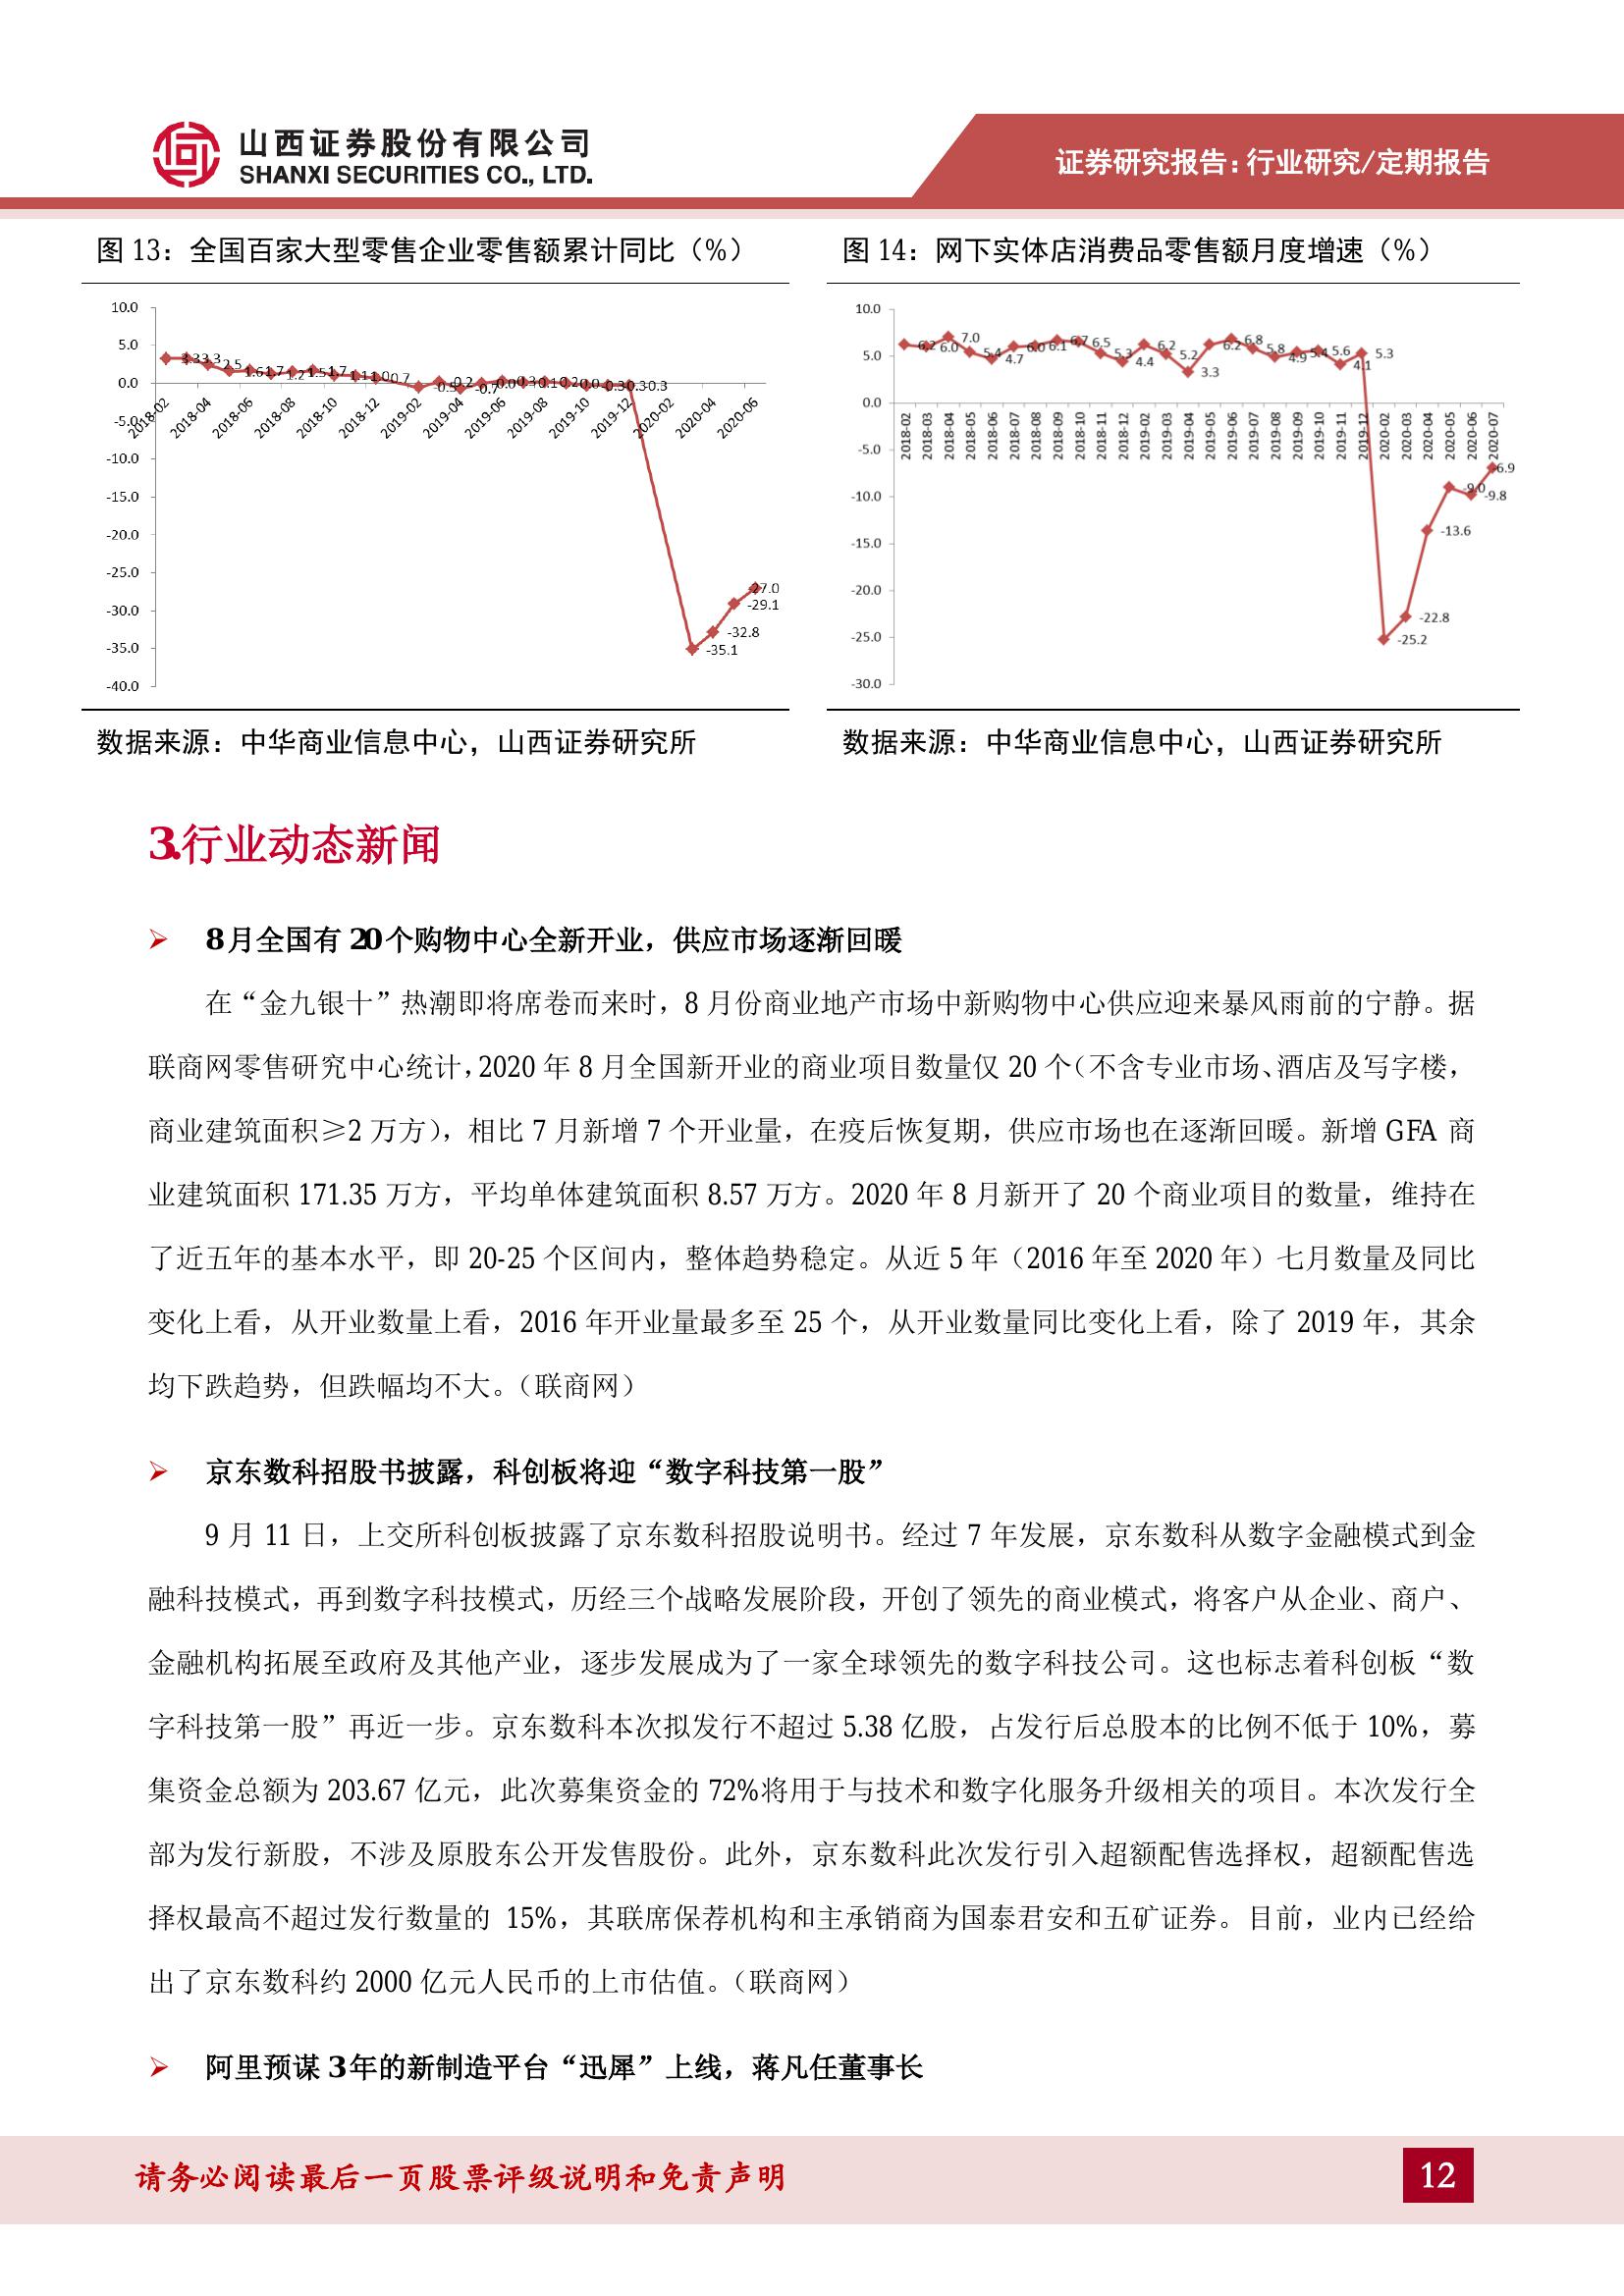 山西证券股份有限公司
SHANXI SECURITIES CO., LTD.
证券研究报告：行业研究/定期报告
图 13：全国百家大型零售企业零售额累计同比（%）
10.0
5.0
0.0
-5.0
-10.0
-15.0
-20.0
-25.0
-30.0
-35.0
-40.0
3.3 3.3 2.5 1.6 1.7 1.2 1.5 1.7 1.1 1.0 0.7 -0.5 0.2 -0.7 0.0 0.3 0.1 0.2 0.0 -0.3 0.3 -0.3
-35.1 -32.8 -29.1 -27.0
2018-02 2018-04 2018-06 2018-08 2018-10 2018-12 2019-02 2019-04 2019-06 2019-08 2019-10 2019-12 2020-02 2020-04 2020-06
数据来源：中华商业信息中心，山西证券研究所
图 14：网下实体店消费品零售额月度增速（%）
10.0
5.0
0.0
-5.0
-10.0
-15.0
-20.0
-25.0
-30.0
6.2 6.0 7.0 5.4 4.7 6.0 6.1 6.7 6.5 5.3 4.4 6.2 5.2 3.3 6.2 6.8 5.8 4.9 5.4 5.6 4.1 5.3
-25.2 -22.8 -13.6 -9.0 -9.8 -6.9
2018-02 2018-03 2018-04 2018-05 2018-06 2018-07 2018-08 2018-09 2018-10 2018-11 2018-12 2019-02 2019-03 2019-04 2019-05 2019-06 2019-07 2019-08 2019-09 2019-10 2019-11 2019-12 2020-02 2020-03 2020-04 2020-05 2020-06 2020-07
数据来源：中华商业信息中心，山西证券研究所
3.行业动态新闻
8 月全国有 20 个购物中心全新开业，供应市场逐渐回暖
在“金九银十”热潮即将席卷而来时，8 月份商业地产市场中新购物中心供应迎来暴风雨前的宁静。据
联商网零售研究中心统计，2020 年 8 月全国新开业的商业项目数量仅 20 个（不含专业市场、酒店及写字楼，
商业建筑面积≥2 万方），相比 7 月新增 7 个开业量，在疫后恢复期，供应市场也在逐渐回暖。新增 GFA 商
业建筑面积 171.35 万方，平均单体建筑面积 8.57 万方。2020 年 8 月新开了 20 个商业项目的数量，维持在
了近五年的基本水平，即 20-25 个区间内，整体趋势稳定。从近 5 年（2016 年至 2020 年）七月数量及同比
变化上看，从开业数量上看，2016 年开业量最多至 25 个，从开业数量同比变化上看，除了 2019 年，其余
均下跌趋势，但跌幅均不大。（联商网）
京东数科招股书披露，科创板将迎“数字科技第一股”
9 月 11 日，上交所科创板披露了京东数科招股说明书。经过 7 年发展，京东数科从数字金融模式到金
融科技模式，再到数字科技模式，历经三个战略发展阶段，开创了领先的商业模式，将客户从企业、商户、
金融机构拓展至政府及其他产业，逐步发展成为了一家全球领先的数字科技公司。这也标志着科创板“数
字科技第一股”再近一步。京东数科本次拟发行不超过 5.38 亿股，占发行后总股本的比例不低于 10%，募
集资金总额为 203.67 亿元，此次募集资金的 72%将用于与技术和数字化服务升级相关的项目。本次发行全
部为发行新股，不涉及原股东公开发售股份。此外，京东数科此次发行引入超额配售选择权，超额配售选
择权最高不超过发行数量的 15%，其联席保荐机构和主承销商为国泰君安和五矿证券。目前，业内已经给
出了京东数科约 2000 亿元人民币的上市估值。（联商网）
阿里预谋 3 年的新制造平台“迅犀”上线，蒋凡任董事长
请务必阅读最后一页股票评级说明和免责声明
12